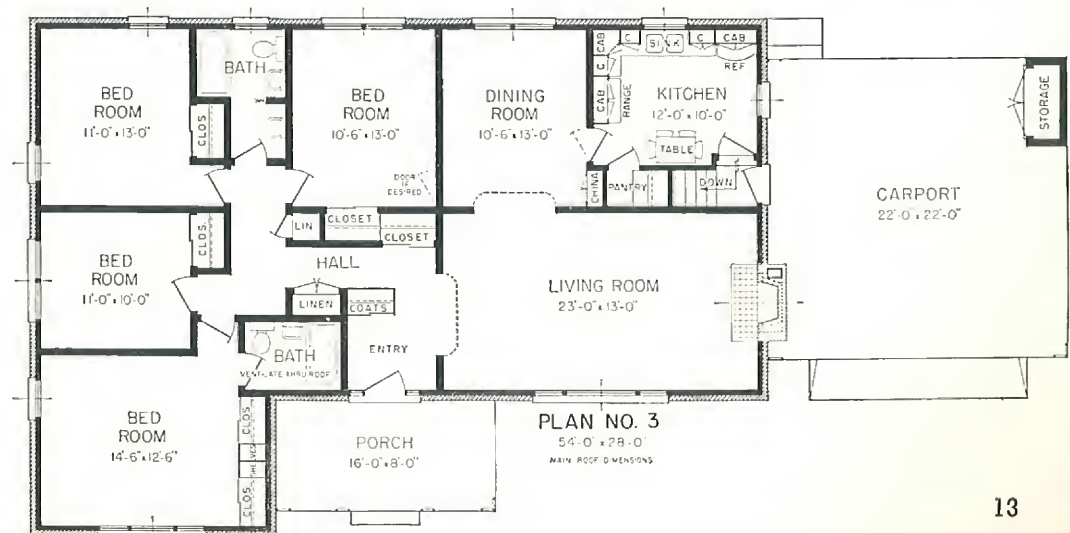 BED
ROOM
11'-0" x 13'-0"
CLOS.
BATH
BED
ROOM
10'-6" x 13'-0"
DOOR
IF
DESIRED
DINING
ROOM
10'-6" x 13'-0"
CAB
C
SINK
C
CAB
C
CAB
RANGE
REF
KITCHEN
12'-0" x 10'-0"
TABLE
CHINA
PANTRY
DOWN
STORAGE
CARPORT
22'-0" x 22'-0"
BED
ROOM
11'-0" x 10'-0"
CLOS.
LIN
CLOSET
CLOSET
HALL
LINEN
COATS
LIVING ROOM
23'-0" x 13'-0"
BATH
VENTILATE THRU ROOF
ENTRY
BED
ROOM
14'-6" x 12'-6"
CLOS
SHELVES
CLOS
PORCH
16'-0" x 8'-0"
PLAN NO. 3
54'-0" x 28'-0"
MAIN ROOF DIMENSIONS
13